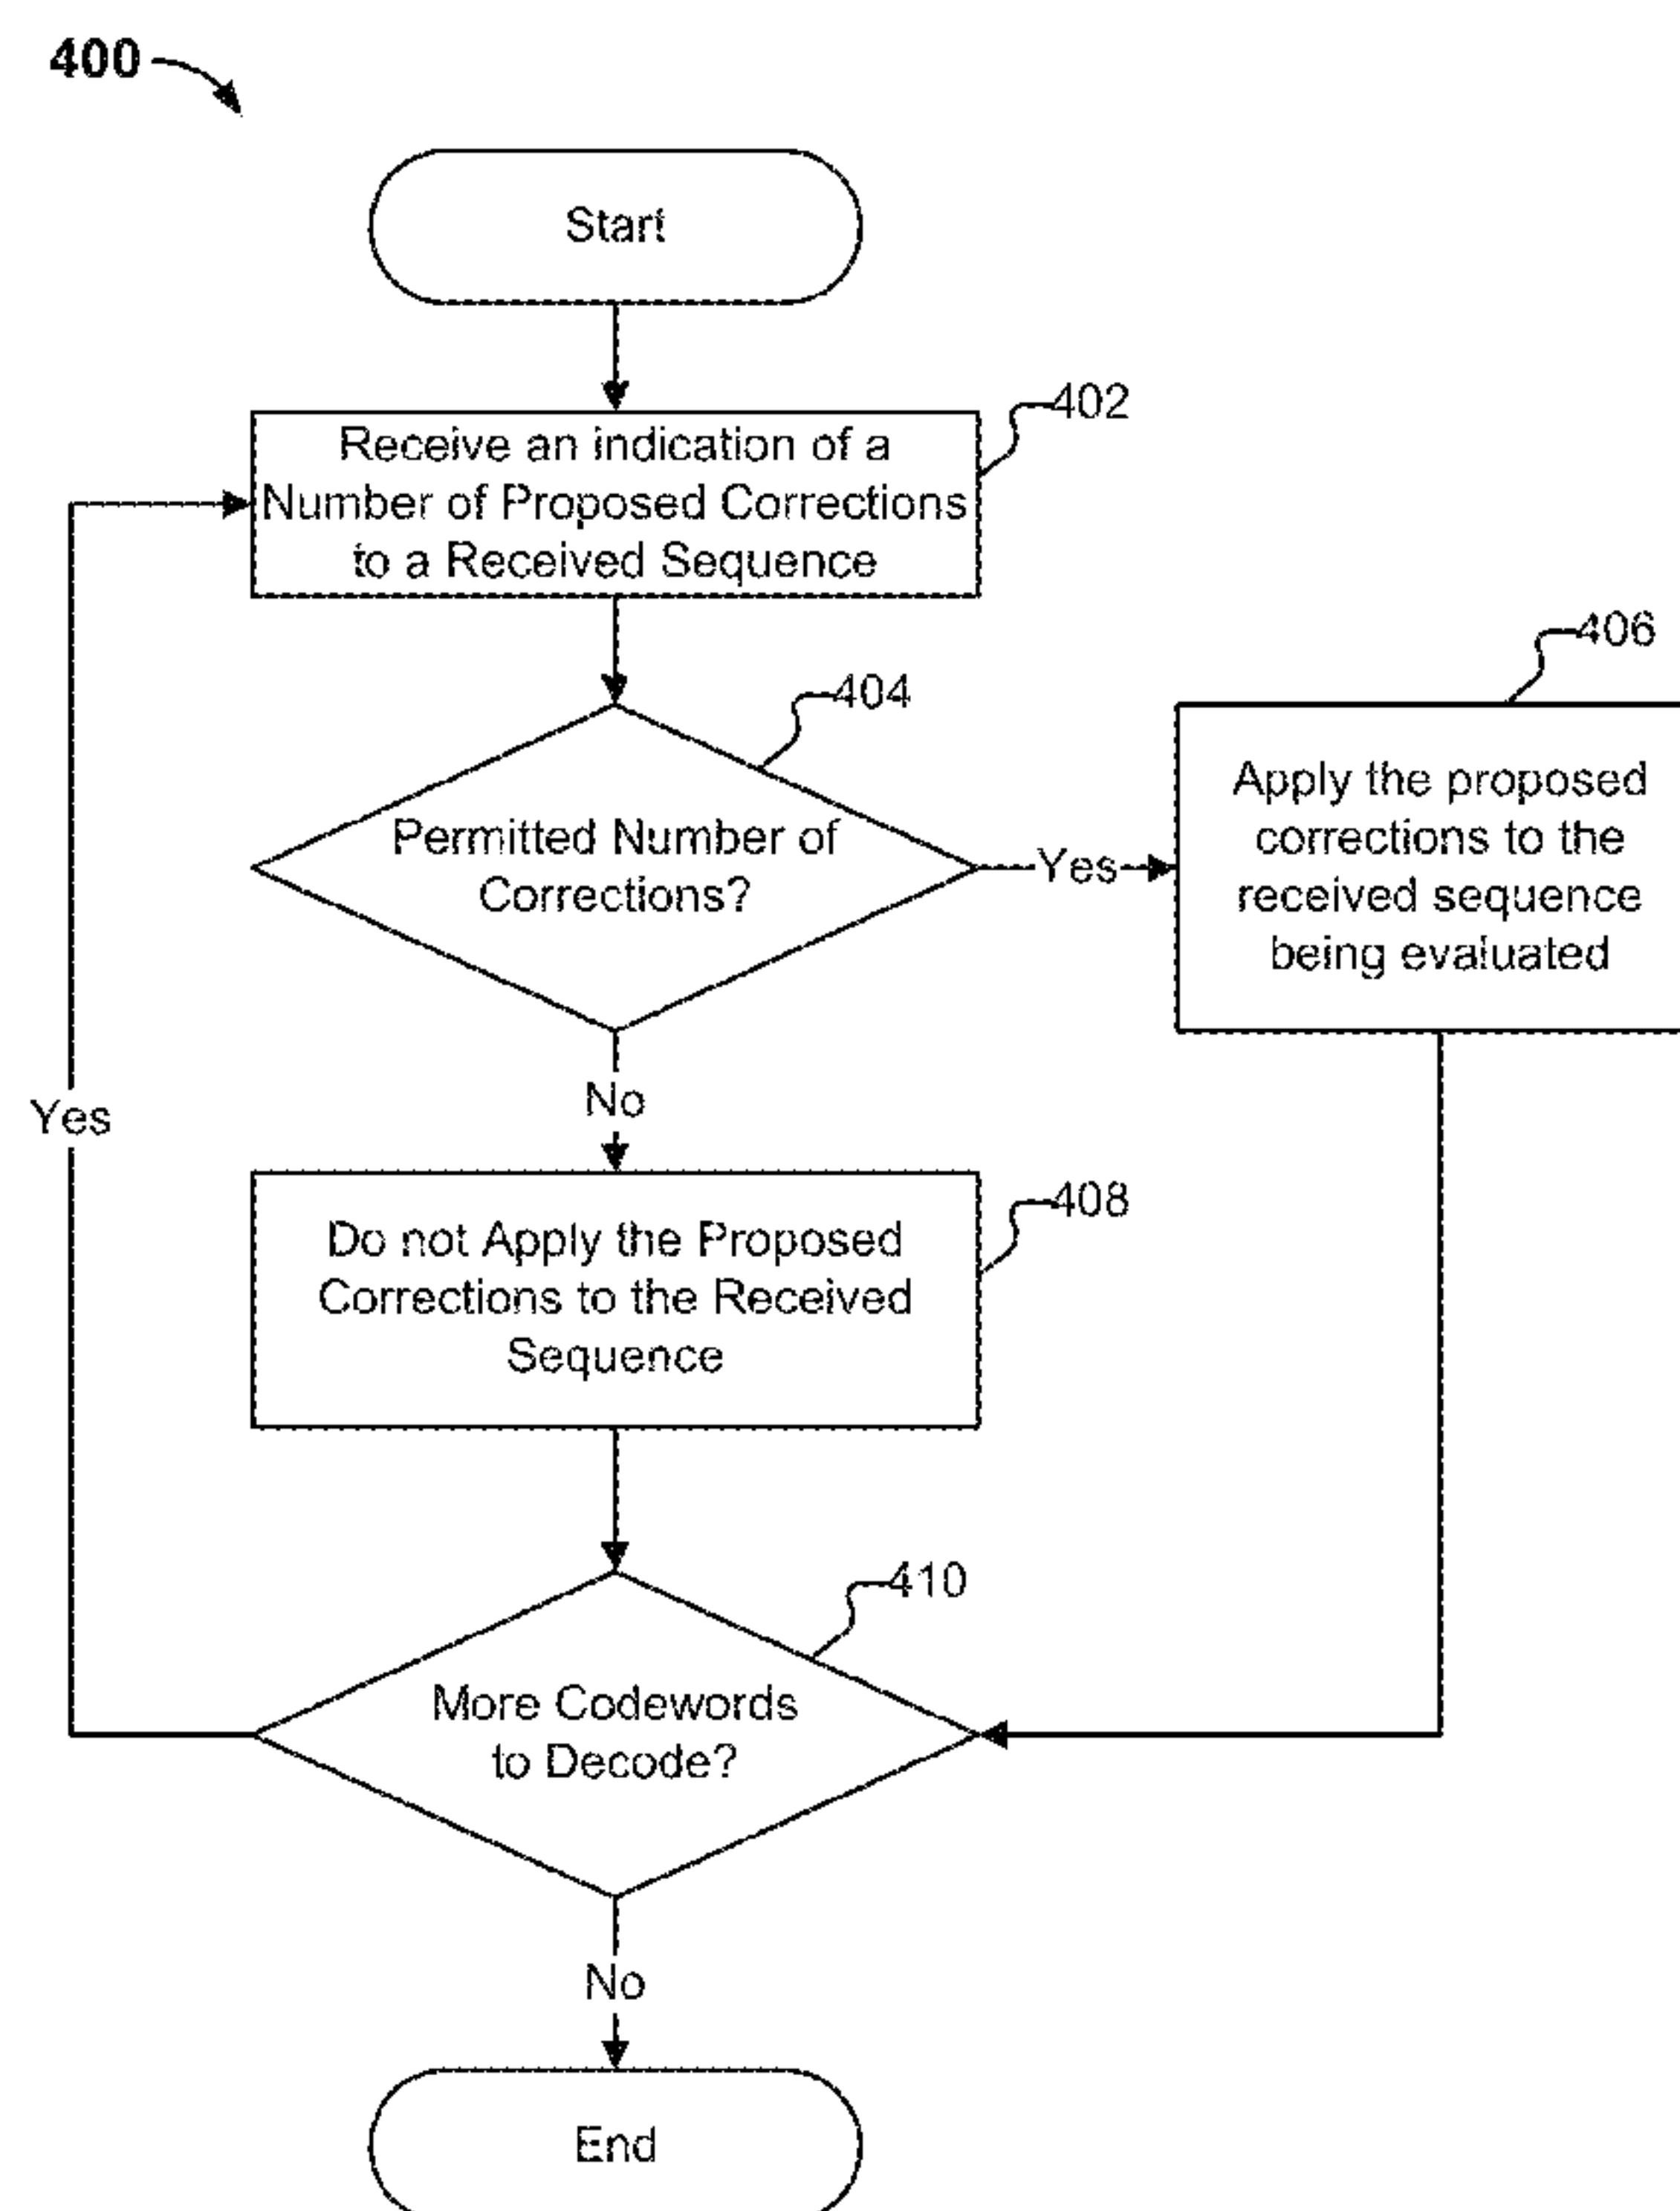 400
Start
402
Receive an indication of a
Number of Proposed Corrections
to a Received Sequence
404
Permitted Number of
Corrections?
Yes
406
Apply the proposed
corrections to the
received sequence
being evaluated
No
408
Do not Apply the Proposed
Corrections to the Received
Sequence
Yes
410
More Codewords
to Decode?
No
End